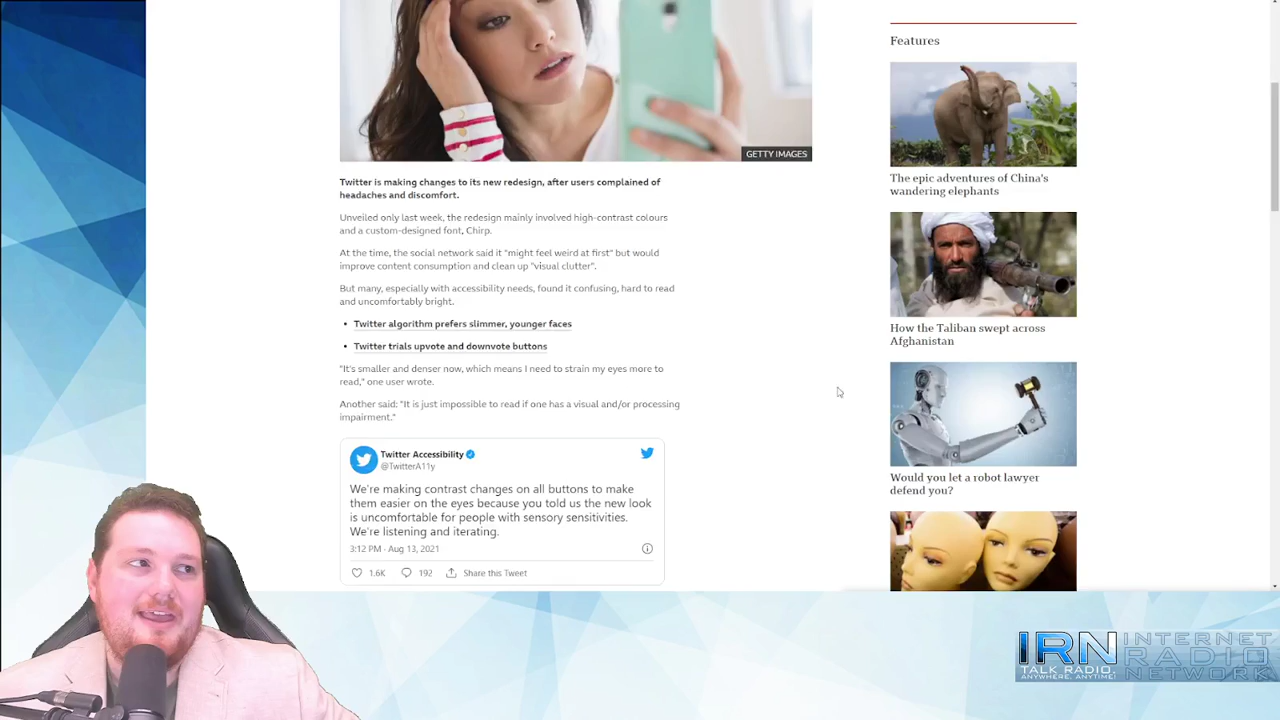 GETTY IMAGES
Twitter is making changes to its new redesign, after users complained of
headaches and discomfort.
Unveiled only last week, the redesign mainly involved high-contrast colours
and a custom-designed font, Chirp.
At the time, the social network said it "might feel weird at first" but would
improve content consumption and clean up "visual clutter".
But many, especially with accessibility needs, found it confusing, hard to read
and uncomfortably bright.
• Twitter algorithm prefers slimmer, younger faces
• Twitter trials upvote and downvote buttons
"It's smaller and denser now, which means I need to strain my eyes more to
read," one user wrote.
Another said: "It is just impossible to read if one has a visual and/or processing
impairment."
Twitter Accessibility
@TwitterA11y
We're making contrast changes on all buttons to make
them easier on the eyes because you told us the new look
is uncomfortable for people with sensory sensitivities.
We're listening and iterating.
3:12 PM · Aug 13, 2021
1.6K 192 Share this Tweet
Features
The epic adventures of China's
wandering elephants
How the Taliban swept across
Afghanistan
Would you let a robot lawyer
defend you?
IRN
TALK RADIO.
ANYWHERE, ANYTIME!
INTERNET
RADIO
NETWORK